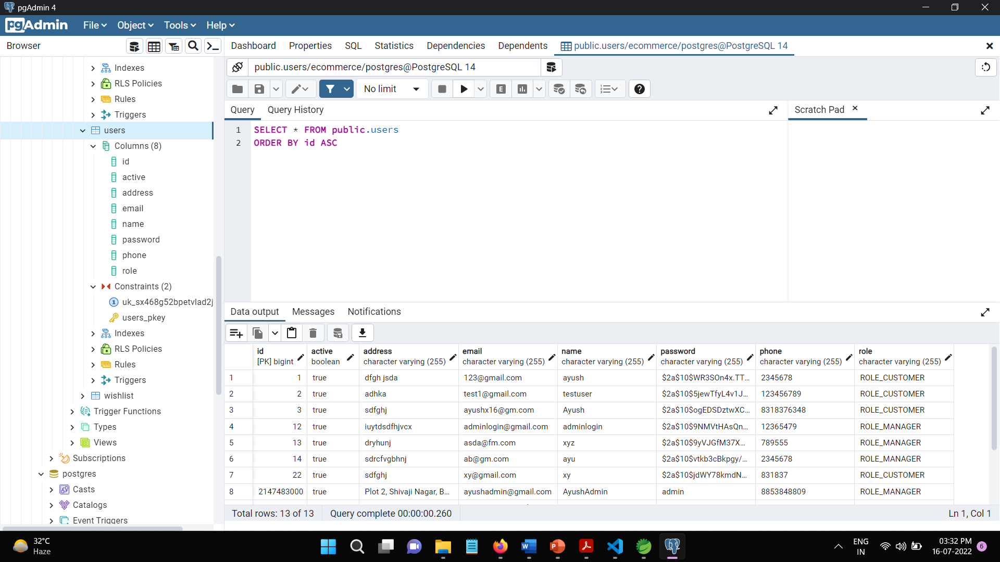 pgAdmin 4
pgAdmin File Object Tools Help
Browser
Dashboard Properties SQL Statistics Dependencies Dependents public.users/ecommerce/postgres@PostgreSQL 14
public.users/ecommerce/postgres@PostgreSQL 14
No limit
Query Query History
Scratch Pad
1 SELECT * FROM public.users
2 ORDER BY id ASC
Indexes
RLS Policies
Rules
Triggers
users
Columns (8)
id
active
address
email
name
password
phone
role
Constraints (2)
uk_sx468g52bpetvlad2j
users_pkey
Indexes
RLS Policies
Rules
Triggers
wishlist
Trigger Functions
Types
Views
Subscriptions
postgres
Casts
Catalogs
Event Triggers
Data output Messages Notifications
id active address email name password phone role
[PK] bigint boolean character varying (255) character varying (255) character varying (255) character varying (255) character varying (255) character varying (255)
1 1 true dfgh jsda 123@gmail.com ayush $2a$10$WR3SOn4x.TT... 2345678 ROLE_CUSTOMER
2 2 true adhka test1@gmail.com testuser $2a$10$5jewTfyL4v1J... 123456789 ROLE_CUSTOMER
3 3 true sdfghj ayushx16@gm.com Ayush $2a$10$ogEDSDztwXC... 8318376348 ROLE_CUSTOMER
4 12 true iuytdsdfhjvcx adminlogin@gmail.com adminlogin $2a$10$9NMVtHAsQn... 12365479 ROLE_MANAGER
5 13 true dryhunj asda@fm.com xyz $2a$10$9yVJGfM37X... 789555 ROLE_MANAGER
6 14 true sdrcfvgbhnj ab@gm.com ayu $2a$10$vtkb3cBkpgy/... 2345678 ROLE_MANAGER
7 22 true sdfghj xy@gmail.com xy $2a$10$jdWY78kmdN... 831837 ROLE_CUSTOMER
8 2147483000 true Plot 2, Shivaji Nagar, B... ayushadmin@gmail.com AyushAdmin admin 8853848809 ROLE_MANAGER
Total rows: 13 of 13 Query complete 00:00:00.260 Ln 1, Col 1
32°C
Haze
ENG
IN
03:32 PM
16-07-2022
6